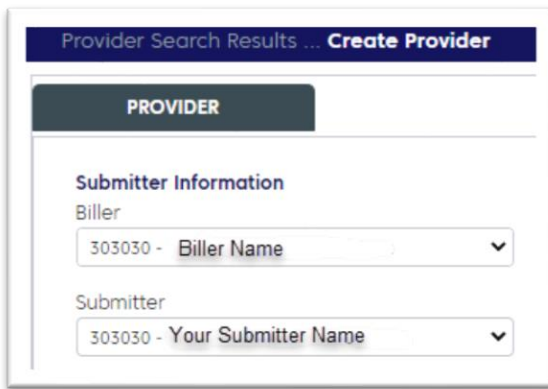 Provider Search Results ... Create Provider
PROVIDER
Submitter Information
Biller
303030 - Biller Name
Submitter
303030 - Your Submitter Name